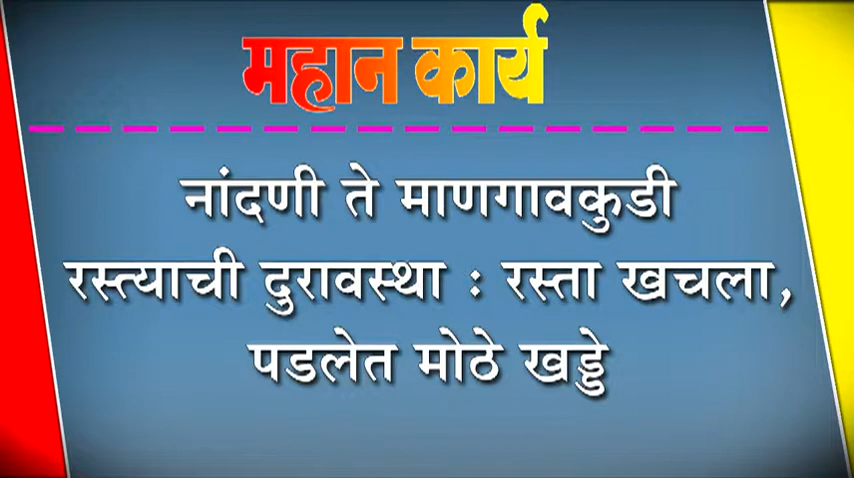 महान कार्य
नांदणी ते माणगावकुडी
रस्त्याची दुरावस्था : रस्ता खचला,
पडलेत मोठे खड्डे